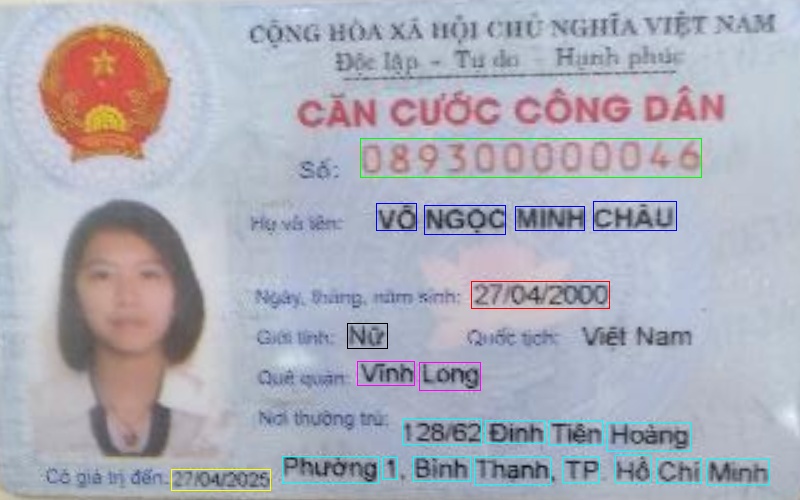 CỘNG HÒA XÃ HỘI CHỦ NGHĨA VIỆT NAM
Độc lập - Tự do - Hạnh phúc
CĂN CƯỚC CÔNG DÂN
Số: 089300000046
Họ và tên: VÕ NGỌC MINH CHÂU
Ngày, tháng, năm sinh: 27/04/2000
Giới tính: Nữ Quốc tịch: Việt Nam
Quê quán: Vĩnh Long
Nơi thường trú: 128/62 Đinh Tiên Hoàng
Phường 1, Bình Thạnh, TP. Hồ Chí Minh
Có giá trị đến: 27/04/2025